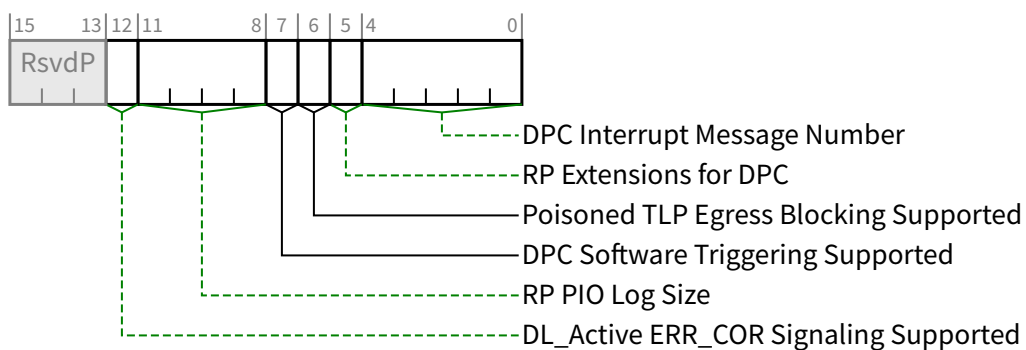 15 13 12 11 8 7 6 5 4 0
RsvdP
DPC Interrupt Message Number
RP Extensions for DPC
Poisoned TLP Egress Blocking Supported
DPC Software Triggering Supported
RP PIO Log Size
DL_Active ERR_COR Signaling Supported